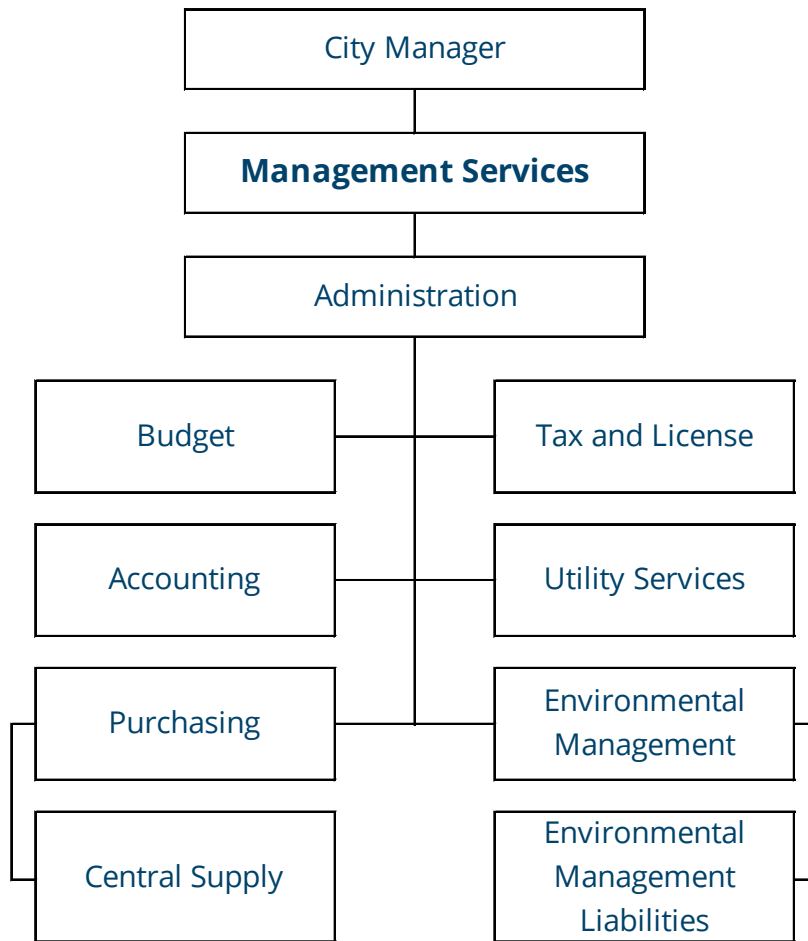 City Manager
Management Services
Administration
Budget
Tax and License
Accounting
Utility Services
Purchasing
Environmental
Management
Central Supply
Environmental
Management
Liabilities